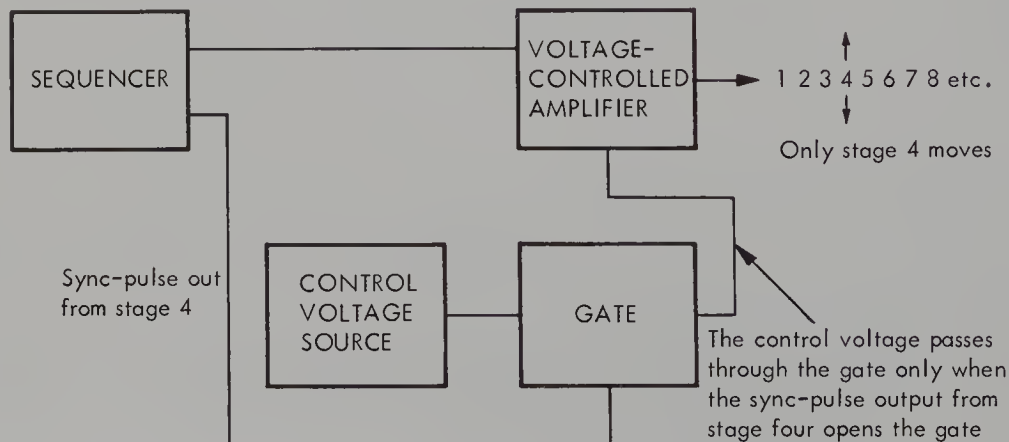 SEQUENCER
VOLTAGE-
CONTROLLED
AMPLIFIER
1 2 3 4 5 6 7 8 etc.
Only stage 4 moves
Sync-pulse out
from stage 4
CONTROL
VOLTAGE
SOURCE
GATE
The control voltage passes
through the gate only when
the sync-pulse output from
stage four opens the gate